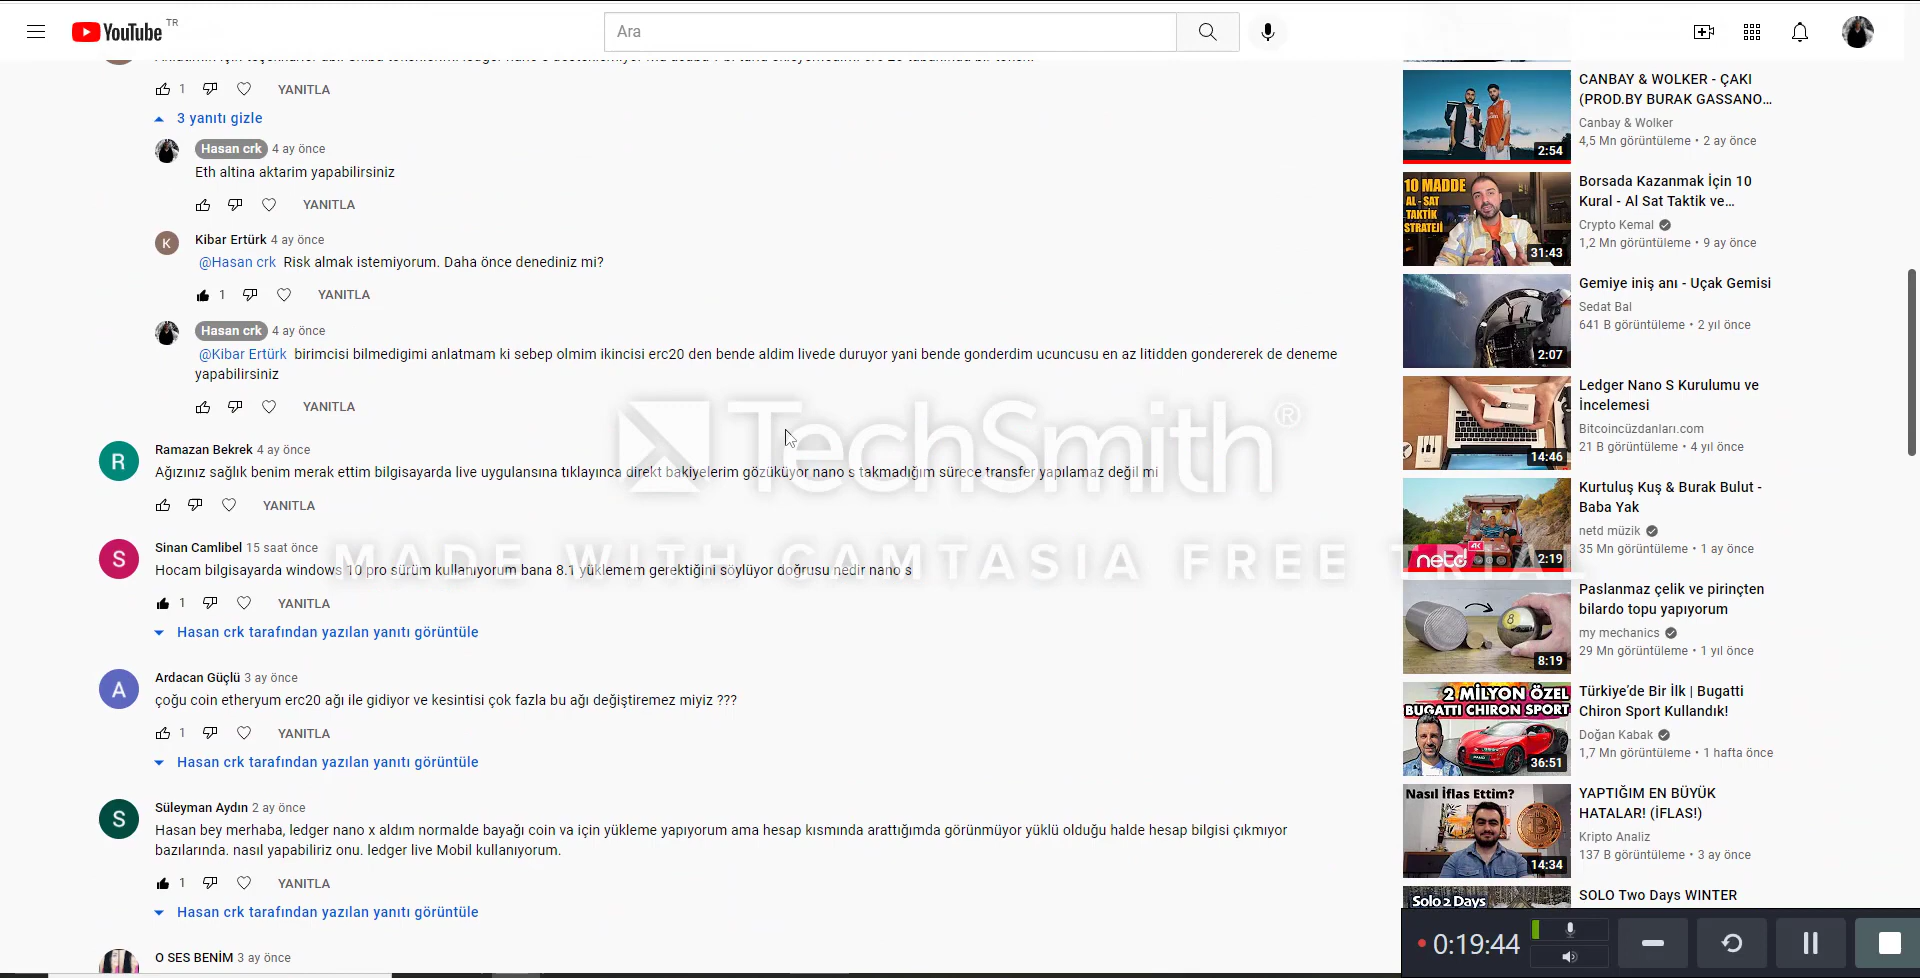 YouTube TR
Ara
1 YANITLA
3 yanıtı gizle
Hasan crk 4 ay önce
Eth altina aktarim yapabilirsiniz
YANITLA
K
Kibar Ertürk 4 ay önce
@Hasan crk Risk almak istemiyorum. Daha önce denediniz mi?
1 YANITLA
Hasan crk 4 ay önce
@Kibar Ertürk birimcisi bilmedigimi anlatmam ki sebep olmim ikincisi erc20 den bende aldim livede duruyor yani bende gonderdim ucuncusu en az litidden gondererek de deneme
yapabilirsiniz
YANITLA
R
Ramazan Bekrek 4 ay önce
Ağızınız sağlık benim merak ettim bilgisayarda live uygulansına tıklayınca direkt bakiyelerim gözüküyor nano s takmadığım sürece transfer yapılamaz değil mi
YANITLA
S
Sinan Camlibel 15 saat önce
Hocam bilgisayarda windows 10 pro sürüm kullanıyorum bana 8.1 yüklemem gerektiğini söylüyor doğrusu nedir nano s
1 YANITLA
Hasan crk tarafından yazılan yanıtı görüntüle
A
Ardacan Güçlü 3 ay önce
çoğu coin etheryum erc20 ağı ile gidiyor ve kesintisi çok fazla bu ağı değiştiremez miyiz ???
1 YANITLA
Hasan crk tarafından yazılan yanıtı görüntüle
S
Süleyman Aydın 2 ay önce
Hasan bey merhaba, ledger nano x aldım normalde bayağı coin va için yükleme yapıyorum ama hesap kısmında arattığımda görünmüyor yüklü olduğu halde hesap bilgisi çıkmıyor
bazılarında. nasıl yapabiliriz onu. ledger live Mobil kullanıyorum.
1 YANITLA
Hasan crk tarafından yazılan yanıtı görüntüle
O SES BENİM 3 ay önce
TechSmith®
MADE WITH CAMTASIA FREE TRIAL
2:54
CANBAY & WOLKER - ÇAKI
(PROD.BY BURAK GASSANO...
Canbay & Wolker
4,5 Mn görüntüleme • 2 ay önce
10 MADDE
AL - SAT
TAKTİK
STRATEJİ
31:43
Borsada Kazanmak İçin 10
Kural - Al Sat Taktik ve...
Crypto Kemal
1,2 Mn görüntüleme • 9 ay önce
2:07
Gemiye iniş anı - Uçak Gemisi
Sedat Bal
641 B görüntüleme • 2 yıl önce
14:46
Ledger Nano S Kurulumu ve
İncelemesi
Bitcoincüzdanları.com
21 B görüntüleme • 4 yıl önce
netd
4K
2:19
Kurtuluş Kuş & Burak Bulut -
Baba Yak
netd müzik
35 Mn görüntüleme • 1 ay önce
8
8:19
Paslanmaz çelik ve pirinçten
bilardo topu yapıyorum
my mechanics
29 Mn görüntüleme • 1 yıl önce
2 MİLYON ÖZEL
BUGATTI CHIRON SPORT
36:51
Türkiye'de Bir İlk | Bugatti
Chiron Sport Kullandık!
Doğan Kabak
1,7 Mn görüntüleme • 1 hafta önce
Nasıl İflas Ettim?
14:34
YAPTIĞIM EN BÜYÜK
HATALAR! (İFLAS!)
Kripto Analiz
137 B görüntüleme • 3 ay önce
Solo 2 Days
SOLO Two Days WINTER
0:19:44